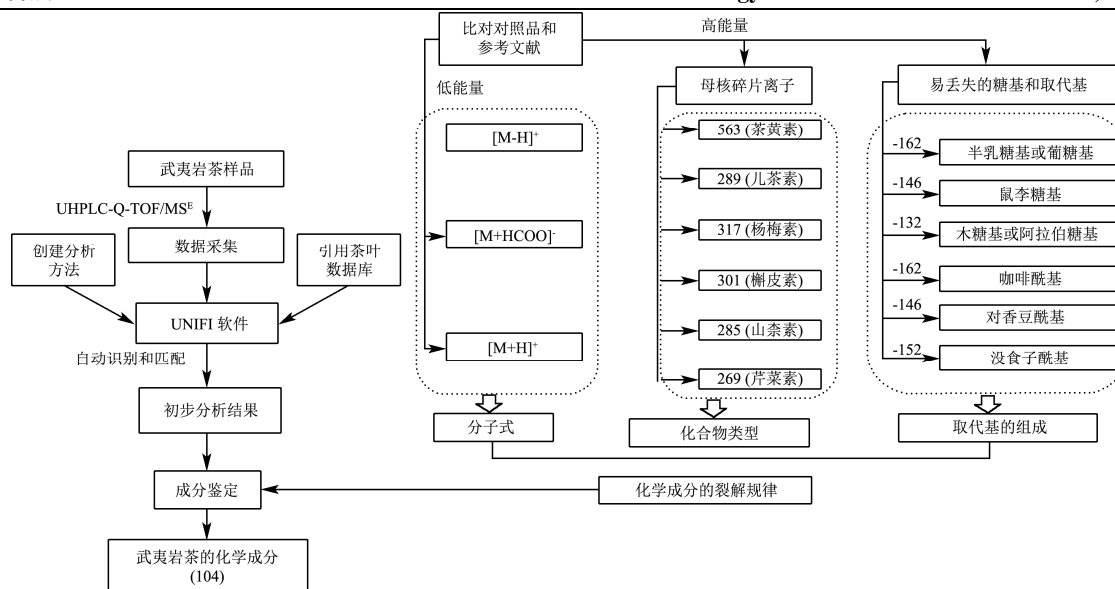 gy
比对对照品和
参考文献
高能量
低能量
母核碎片离子
易丢失的糖基和取代基
[M-H]⁺
[M+HCOO]⁻
[M+H]⁺
563 (茶黄素)
289 (儿茶素)
317 (杨梅素)
301 (槲皮素)
285 (山柰素)
269 (芹菜素)
-162
半乳糖基或葡糖基
-146
鼠李糖基
-132
木糖基或阿拉伯糖基
-162
咖啡酰基
-146
对香豆酰基
-152
没食子酰基
分子式
化合物类型
取代基的组成
武夷岩茶样品
UHPLC-Q-TOF/MSᴱ
创建分析
方法
数据采集
引用茶叶
数据库
UNIFI 软件
自动识别和匹配
初步分析结果
成分鉴定
化学成分的裂解规律
武夷岩茶的化学成分
(104)